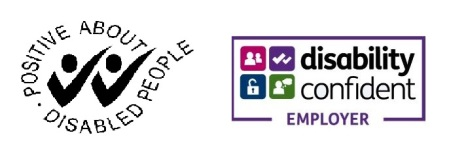 POSITIVE ABOUT DISABLED PEOPLE
disability
confident
EMPLOYER